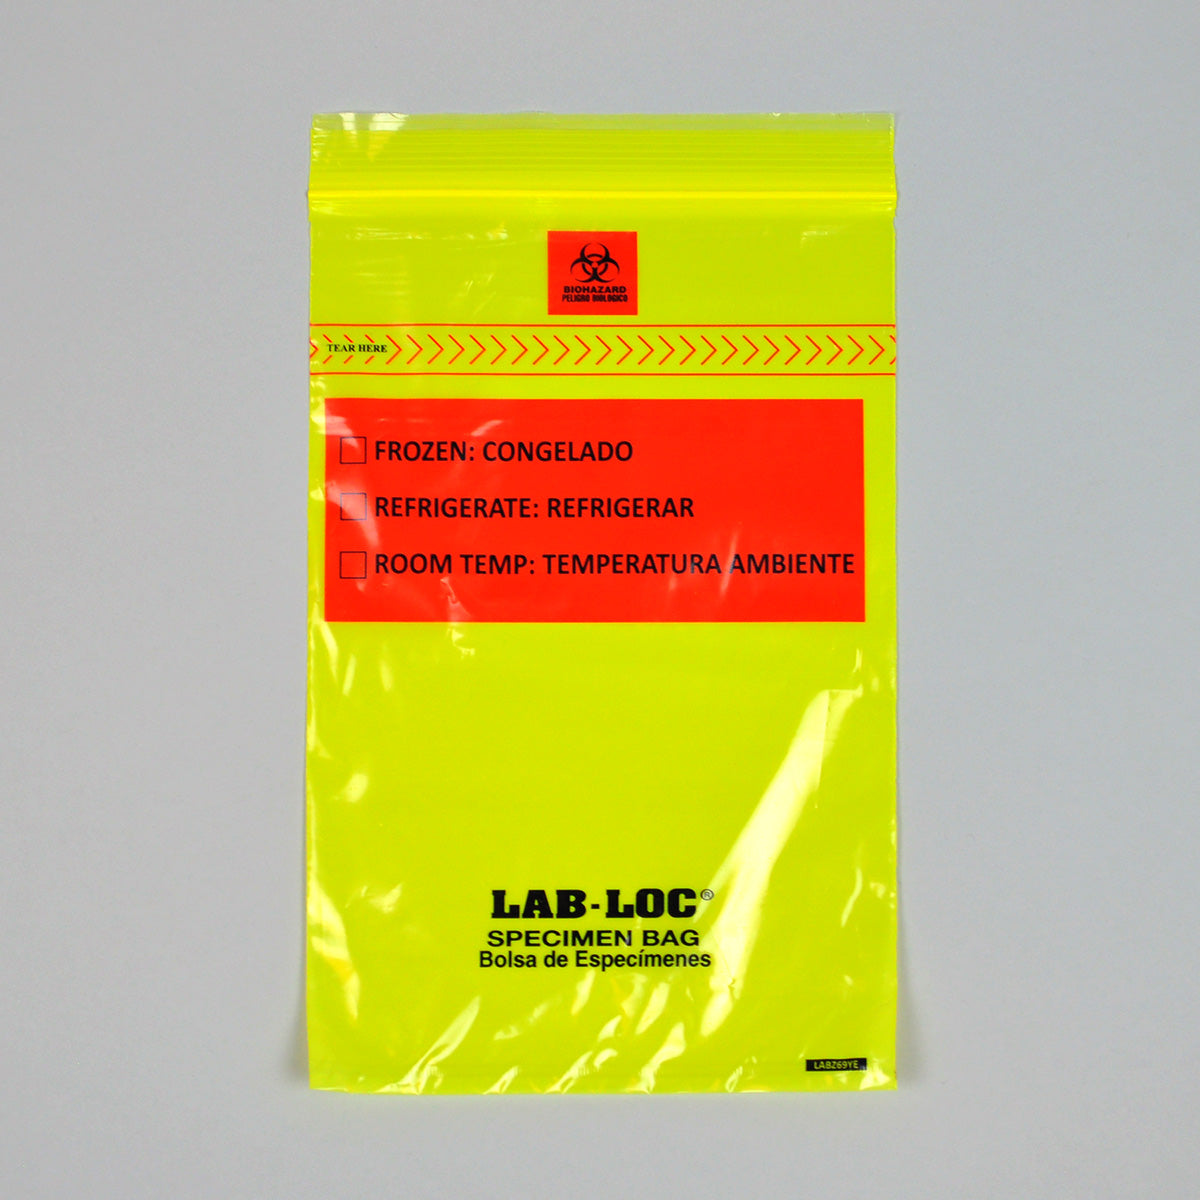 BIOHAZARD
PELIGRO BIOLOGICO
TEAR HERE
FROZEN: CONGELADO
REFRIGERATE: REFRIGERAR
ROOM TEMP: TEMPERATURA AMBIENTE
LAB-LOC®
SPECIMEN BAG
Bolsa de Especímenes
LABZ69YE